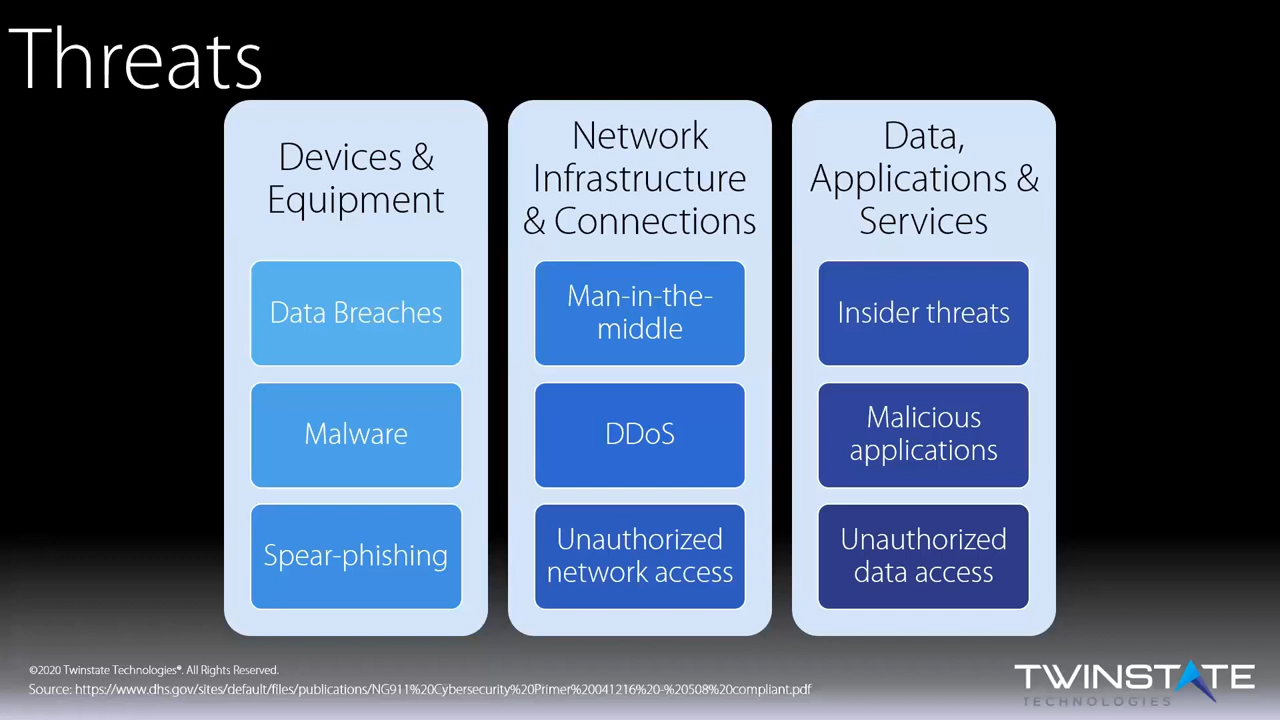 Threats
Devices &
Equipment
Data Breaches
Malware
Spear-phishing
Network
Infrastructure
& Connections
Man-in-the-
middle
DDoS
Unauthorized
network access
Data,
Applications &
Services
Insider threats
Malicious
applications
Unauthorized
data access
©2020 Twinstate Technologies®. All Rights Reserved.
Source: https://www.dhs.gov/sites/default/files/publications/NG911%20Cybersecurity%20Primer%20041216%20-%20508%20compliant.pdf
TWINSTATE
TECHNOLOGIES